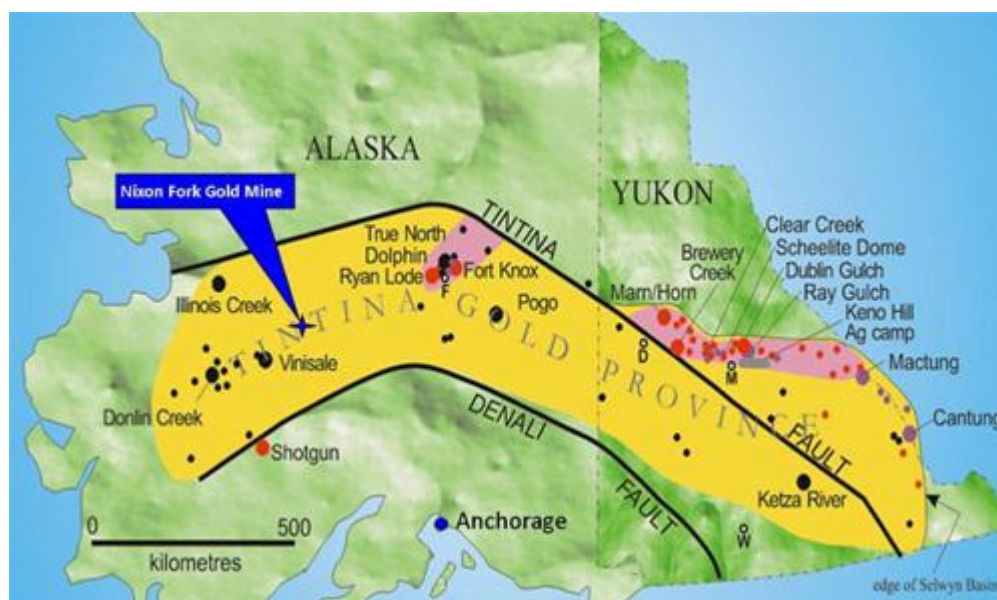 ALASKA
Nixon Fork Gold Mine
YUKON
TINTINA
True North
Dolphin
Ryan Lode
Fort Knox
F
Clear Creek
Scheelite Dome
Brewery
Creek
Dublin Gulch
Ray Gulch
Marn/Horn
Keno Hill
Ag camp
Illinois Creek
Pogo
TINTINA GOLD PROVINCE
D
M
Mactung
Vinisale
Donlin Creek
DENALI
Cantung
FAULT
Shotgun
Ketza River
FAULT
0
500
kilometres
Anchorage
W
edge of Selwyn Basin